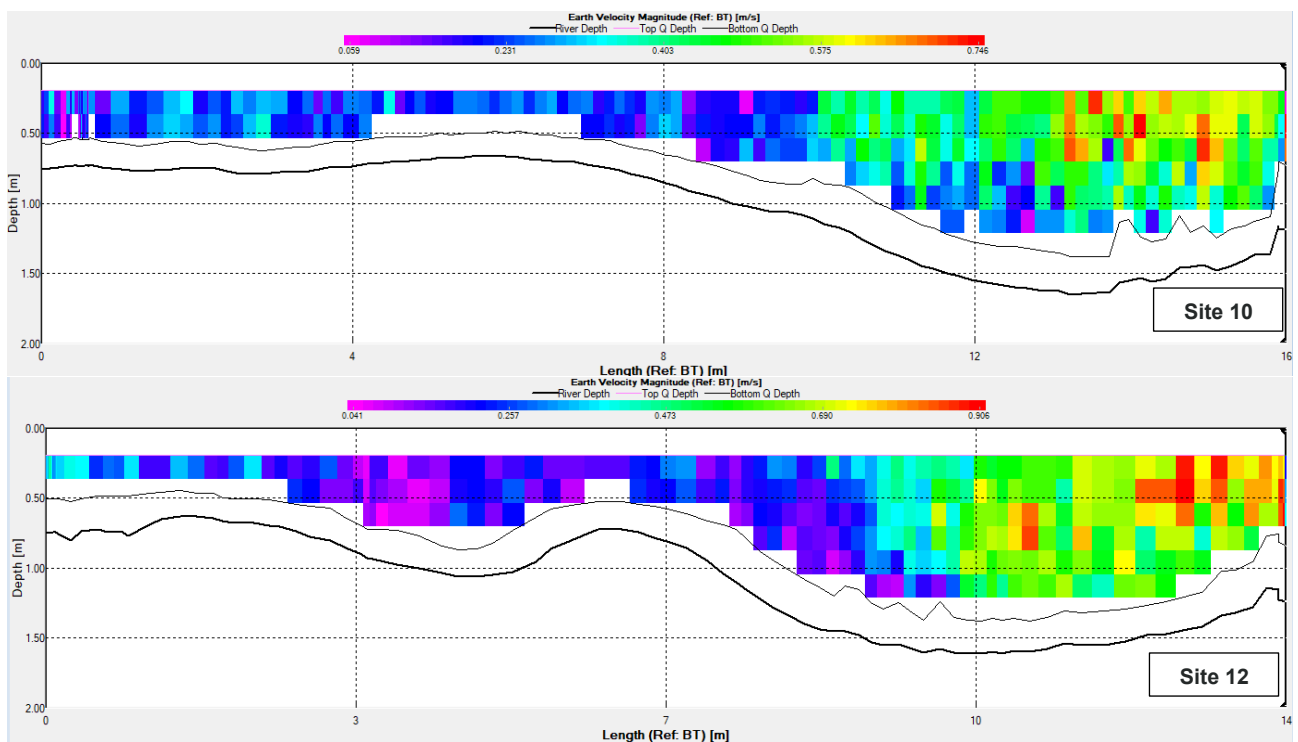 Earth Velocity Magnitude (Ref: BT) [m/s]
River Depth Top Q Depth Bottom Q Depth
0.059 0.231 0.403 0.575 0.746
0.00
0.50
1.00
1.50
2.00
Depth [m]
0 4 8 12 16
Length (Ref: BT) [m]
Site 10
Earth Velocity Magnitude (Ref: BT) [m/s]
River Depth Top Q Depth Bottom Q Depth
0.041 0.257 0.473 0.690 0.906
0.00
0.50
1.00
1.50
2.00
Depth [m]
0 3 7 10 14
Length (Ref: BT) [m]
Site 12